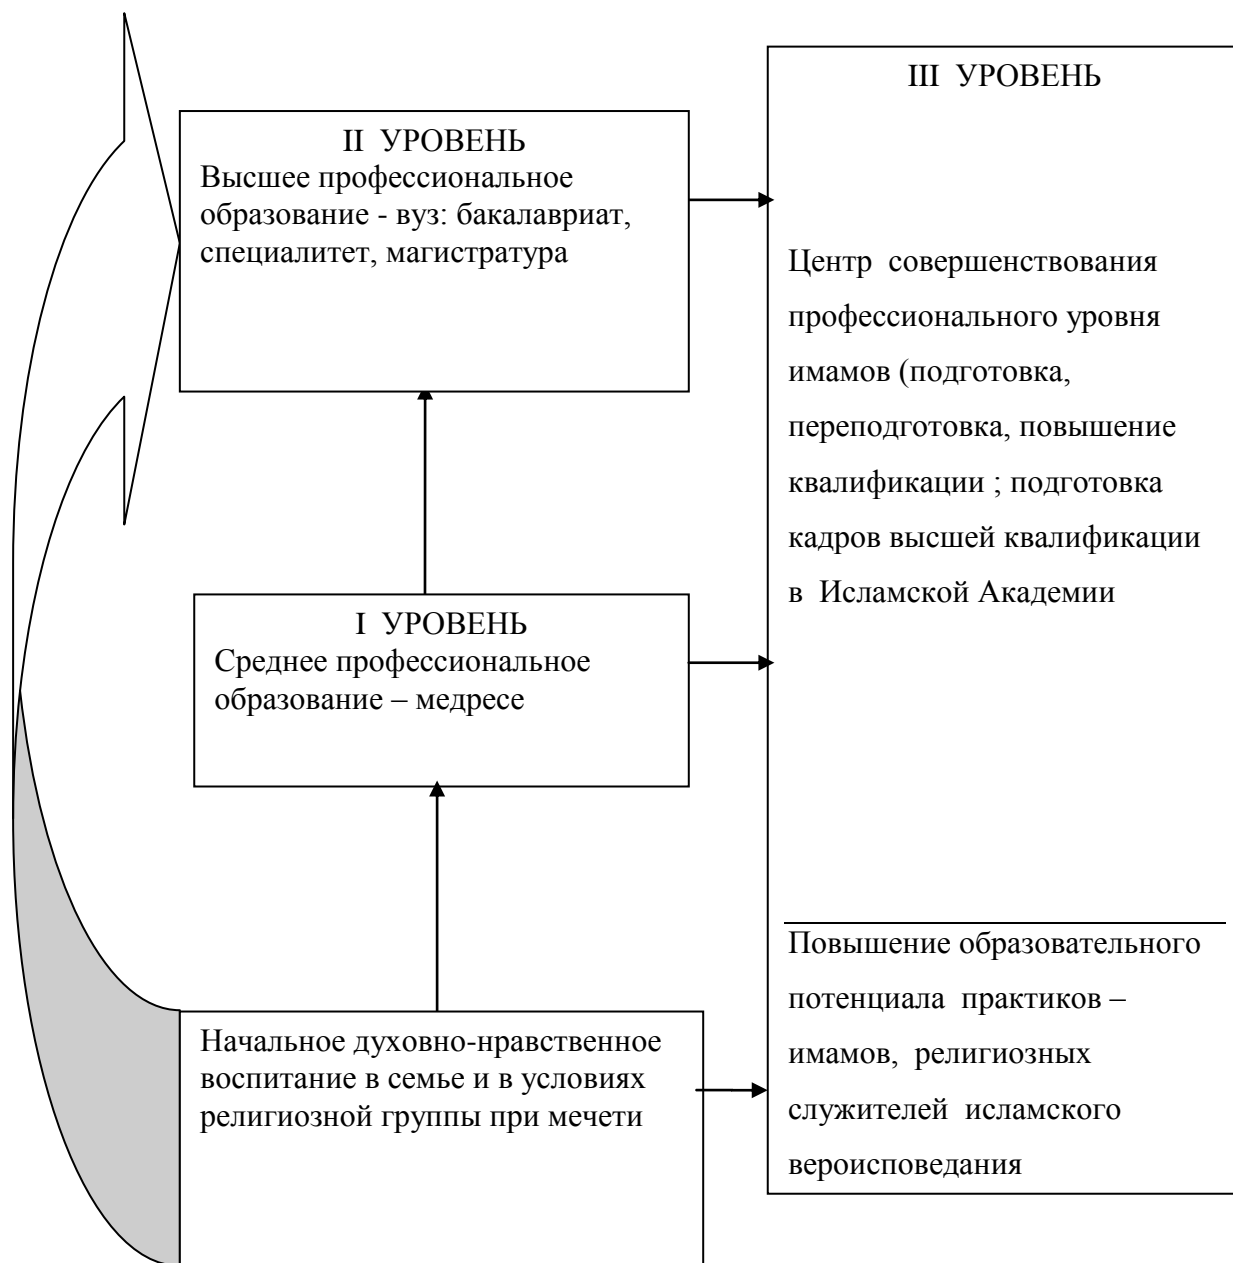 II УРОВЕНЬ
Высшее профессиональное
образование - вуз: бакалавриат,
специалитет, магистратура
I УРОВЕНЬ
Среднее профессиональное
образование – медресе
Начальное духовно-нравственное
воспитание в семье и в условиях
религиозной группы при мечети
III УРОВЕНЬ
Центр совершенствования
профессионального уровня
имамов (подготовка,
переподготовка, повышение
квалификации ; подготовка
кадров высшей квалификации
в Исламской Академии
Повышение образовательного
потенциала практиков –
имамов, религиозных
служителей исламского
вероисповедания